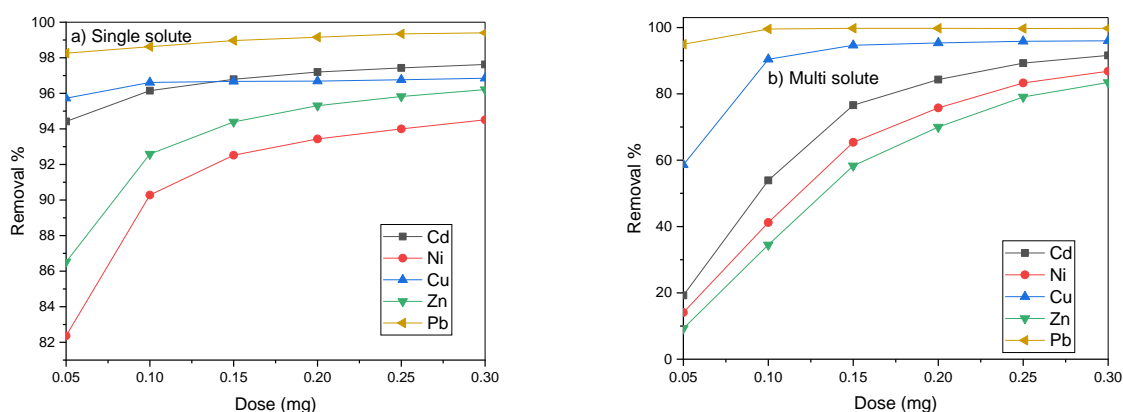 a) Single solute
100
98
96
94
92
90
88
86
84
82
Removal %
0.05 0.10 0.15 0.20 0.25 0.30
Dose (mg)
Cd
Ni
Cu
Zn
Pb
b) Multi solute
100
80
60
40
20
0
Removal %
0.05 0.10 0.15 0.20 0.25 0.30
Dose (mg)
Cd
Ni
Cu
Zn
Pb